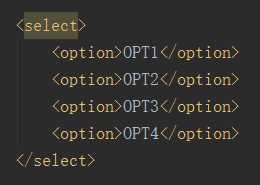 <select>
    <option>OPT1</option>
    <option>OPT2</option>
    <option>OPT3</option>
    <option>OPT4</option>
</select>